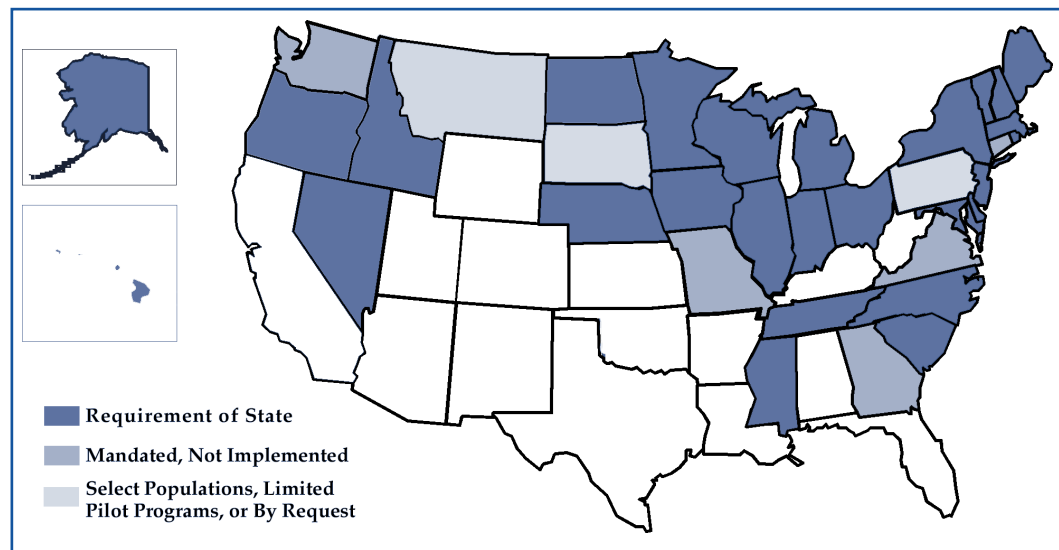 Requirement of State
Mandated, Not Implemented
Select Populations, Limited
Pilot Programs, or By Request